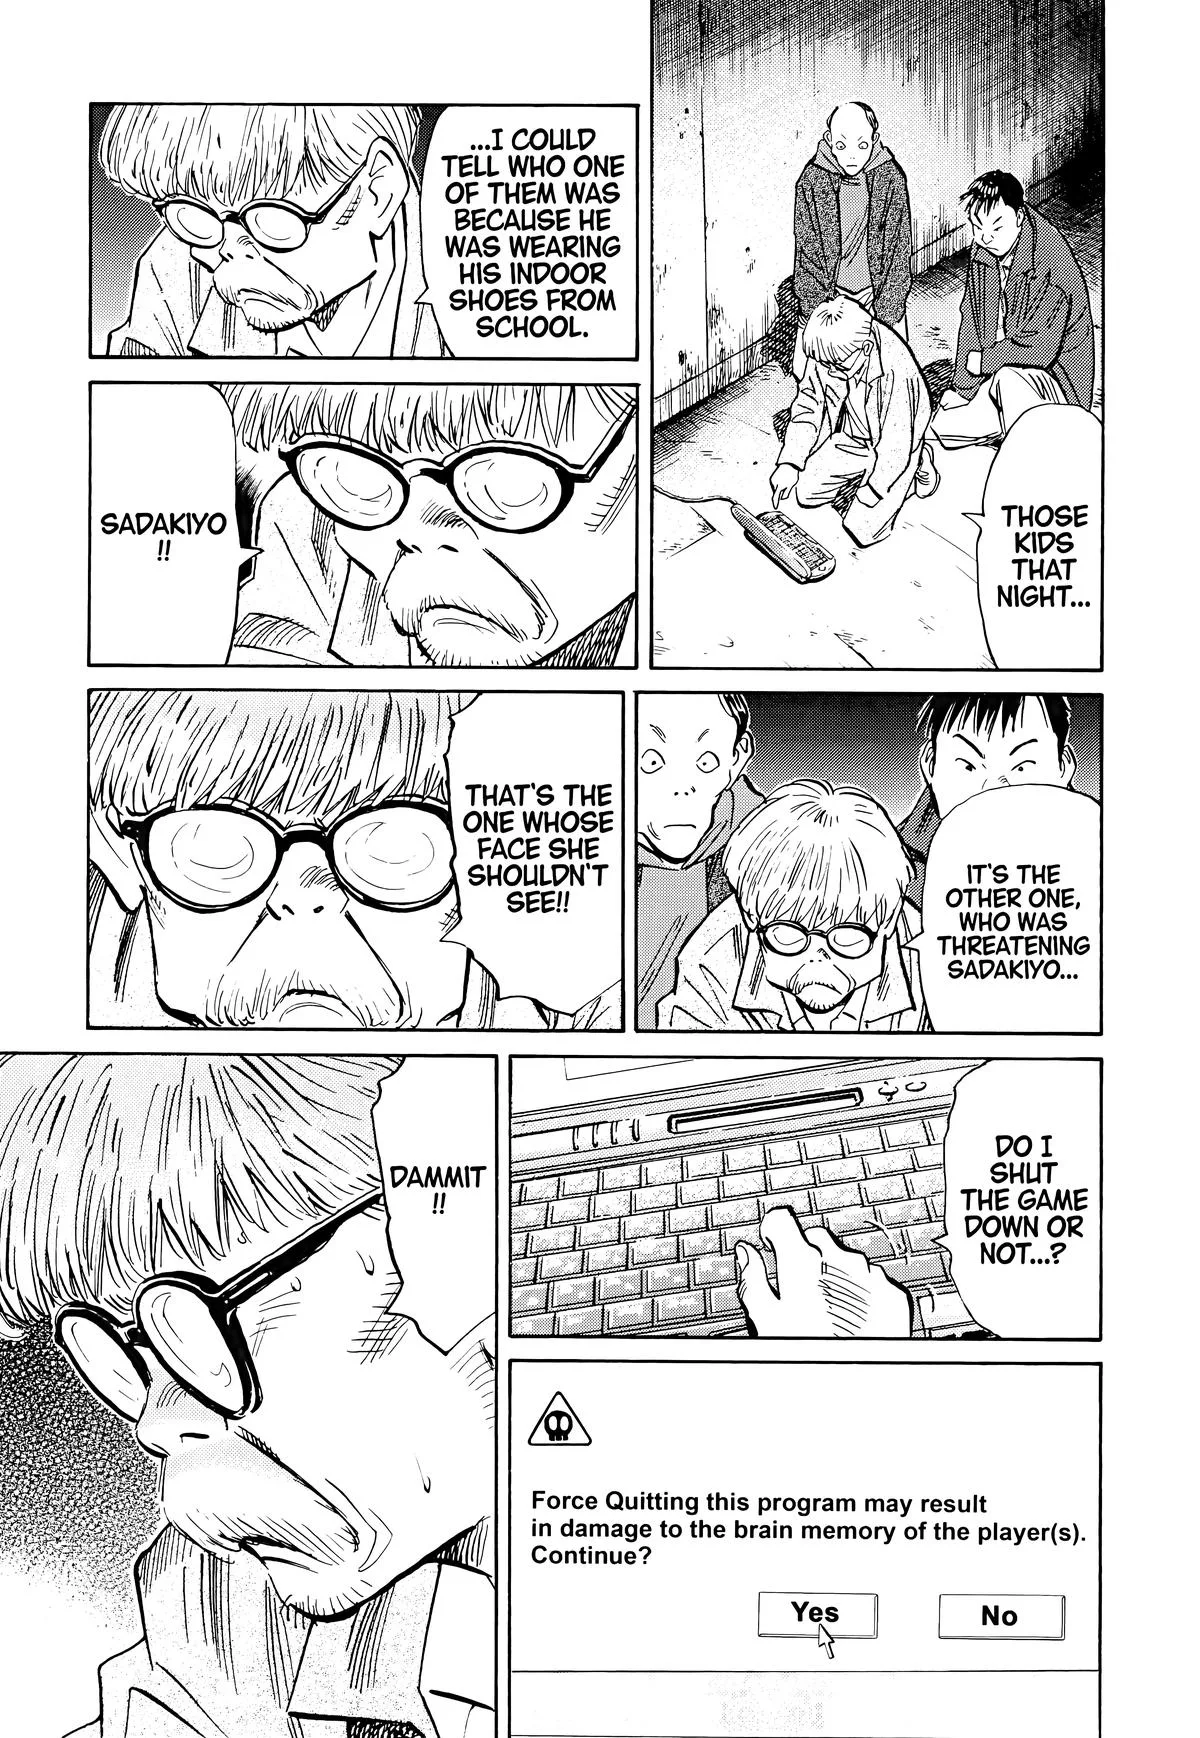 THOSE
KIDS
THAT
NIGHT...
...I COULD
TELL WHO ONE
OF THEM WAS
BECAUSE HE
WAS WEARING
HIS INDOOR
SHOES FROM
SCHOOL.
SADAKIYO
!!
IT'S THE
OTHER ONE,
WHO WAS
THREATENING
SADAKIYO...
THAT'S THE
ONE WHOSE
FACE SHE
SHOULDN'T
SEE!!
DO I
SHUT
THE GAME
DOWN OR
NOT...?
Force Quitting this program may result
in damage to the brain memory of the player(s).
Continue?
Yes
No
DAMMIT
!!